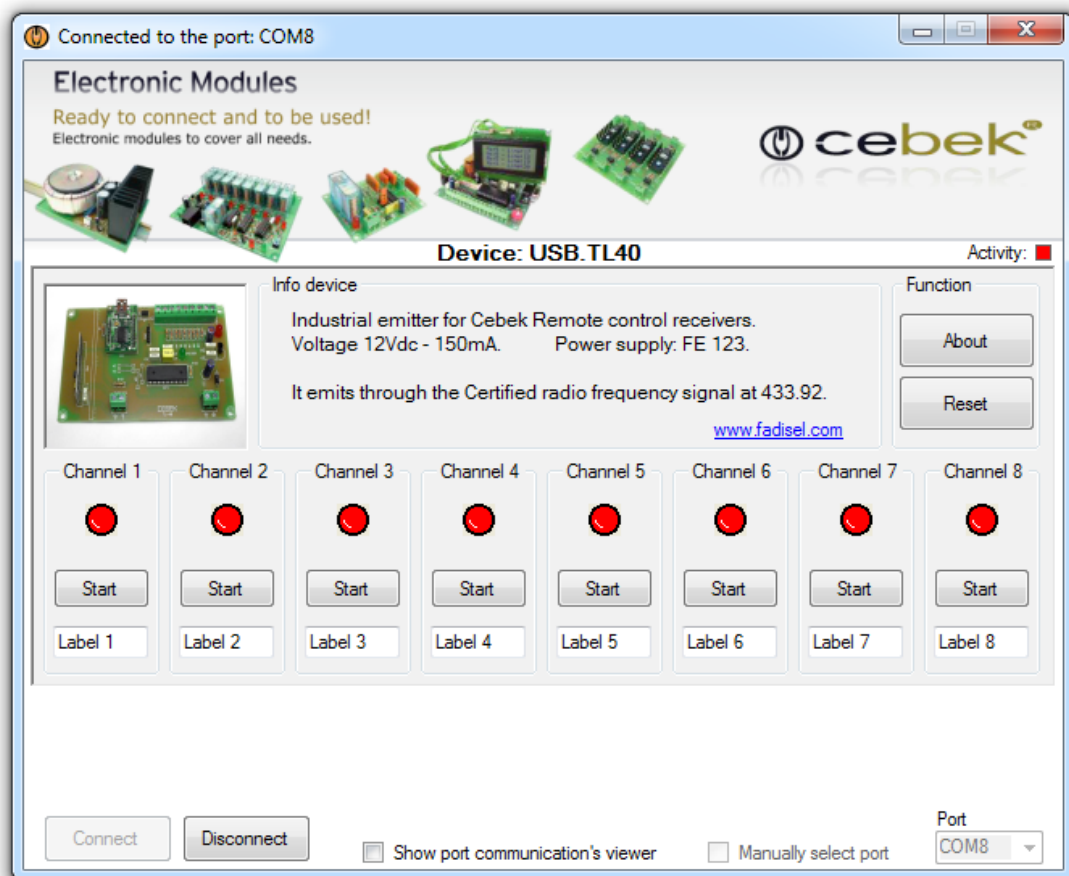 Connected to the port: COM8
Electronic Modules
Ready to connect and to be used!
Electronic modules to cover all needs.
cebek
Device: USB.TL40
Activity:
Info device
Function
Industrial emitter for Cebek Remote control receivers.
Voltage 12Vdc - 150mA. Power supply: FE 123.
About
It emits through the Certified radio frequency signal at 433.92.
Reset
www.fadisel.com
Channel 1 Channel 2 Channel 3 Channel 4 Channel 5 Channel 6 Channel 7 Channel 8
Start Start Start Start Start Start Start Start
Label 1 Label 2 Label 3 Label 4 Label 5 Label 6 Label 7 Label 8
Port
Connect Disconnect Show port communication's viewer Manually select port COM8